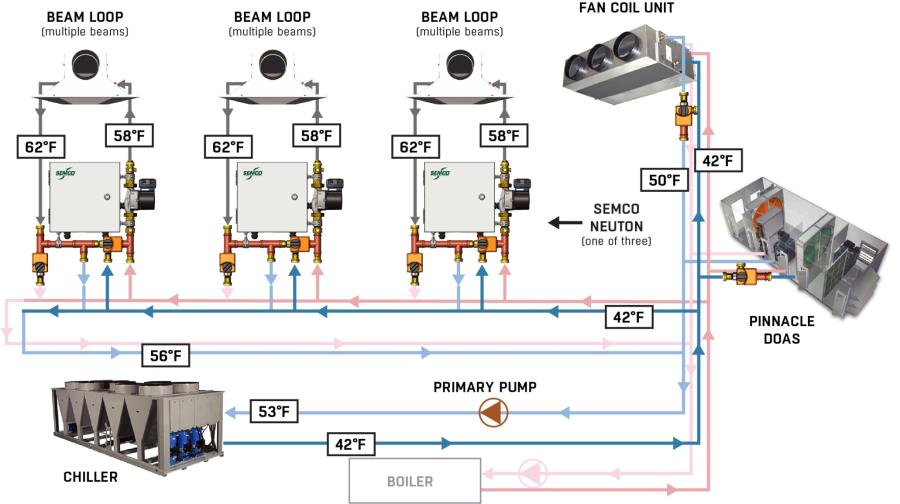 BEAM LOOP
(multiple beams)
BEAM LOOP
(multiple beams)
BEAM LOOP
(multiple beams)
FAN COIL UNIT
62°F
58°F
62°F
58°F
62°F
58°F
SEMCO
SEMCO
SEMCO
50°F
42°F
SEMCO
NEUTON
(one of three)
42°F
PINNACLE
DOAS
56°F
PRIMARY PUMP
53°F
42°F
CHILLER
BOILER